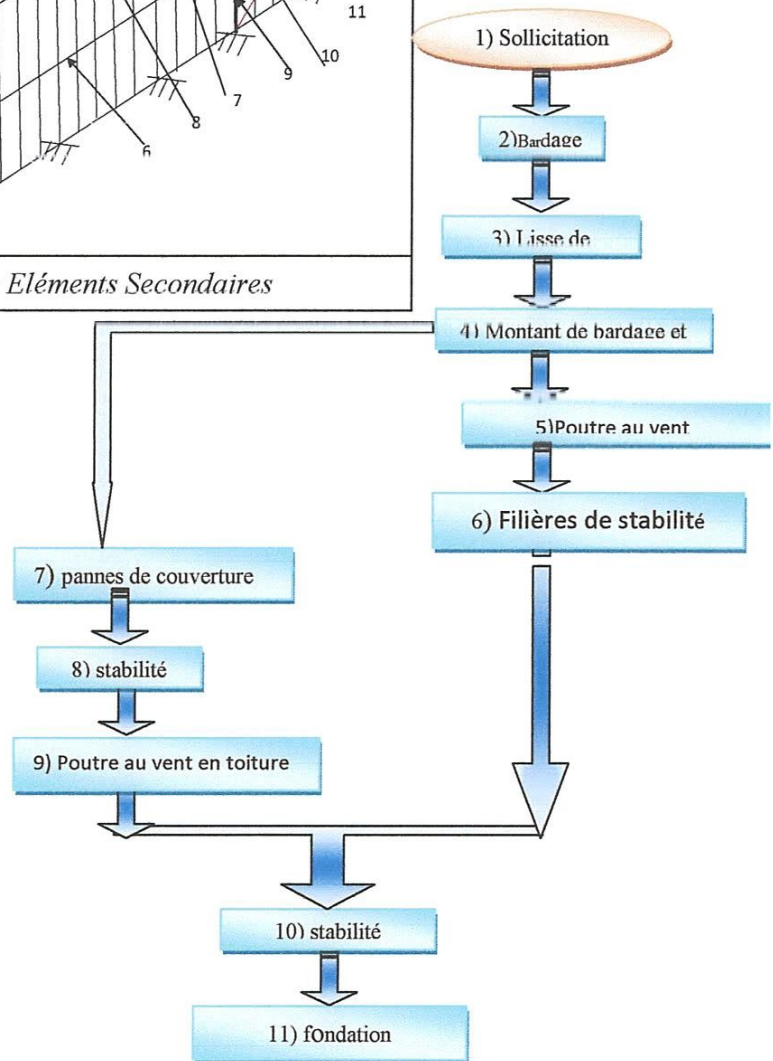 11
10
9
7
8
6
Eléments Secondaires
1) Sollicitation
2)Bardage
3) Lisse de
4) Montant de bardage et
5)Poutre au vent
6) Filières de stabilité
7) pannes de couverture
8) stabilité
9) Poutre au vent en toiture
10) stabilité
11) fondation